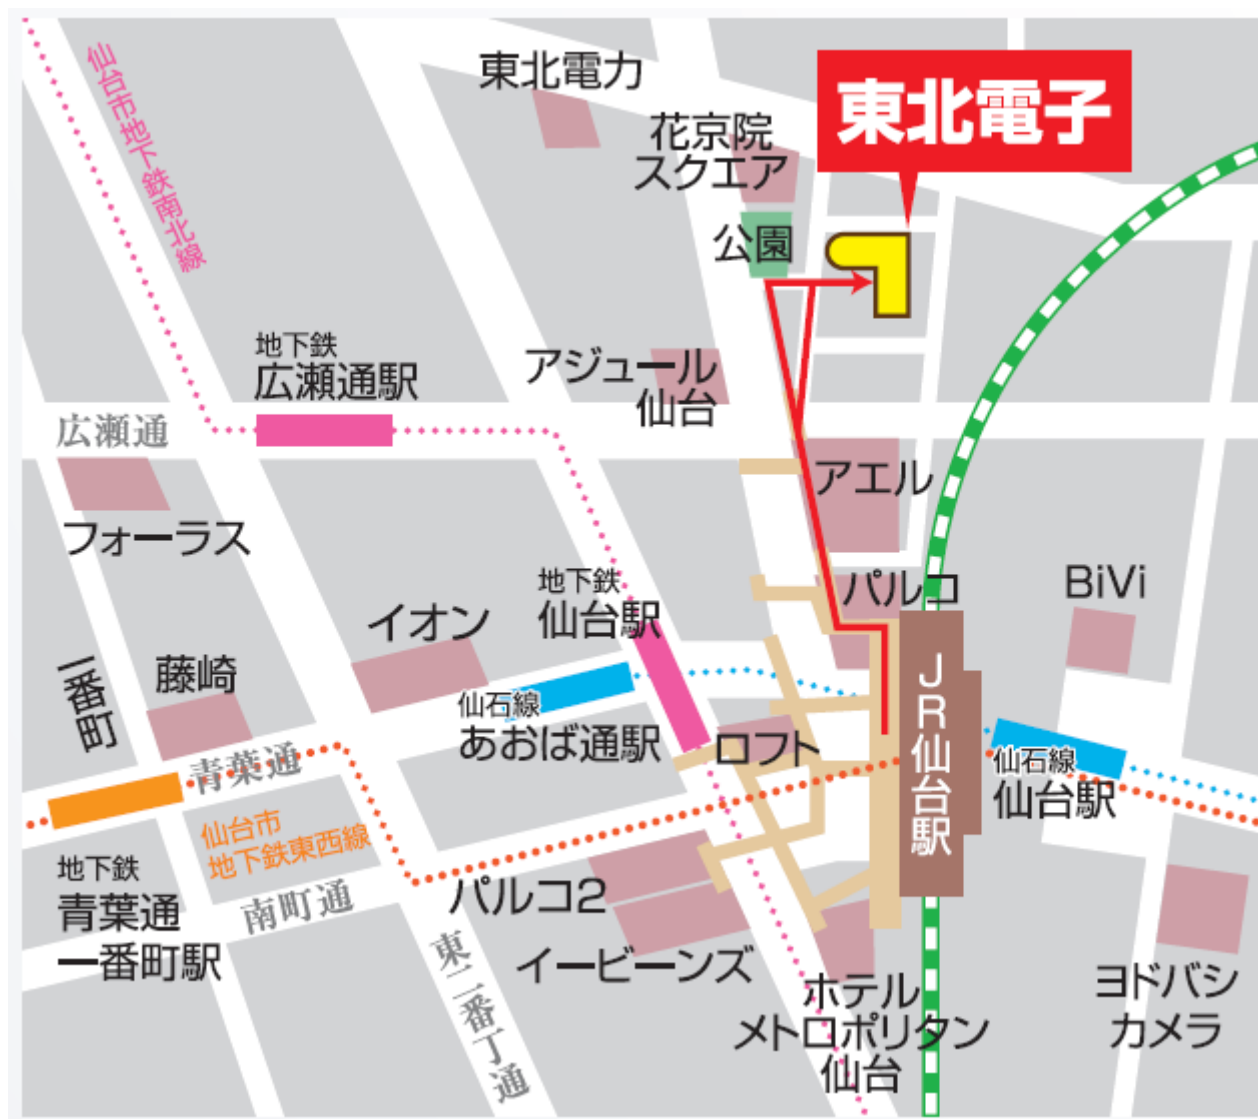 仙台市地下鉄南北線
東北電力
東北電子
花京院
スクエア
公園
地下鉄
広瀬通駅
アジュール
仙台
広瀬通
アエル
フォーラス
パルコ
BiVi
地下鉄
仙台駅
イオン
一番町
藤崎
仙石線
あおば通駅
ロフト
JR仙台駅
仙石線
仙台駅
青葉通
仙台市
地下鉄東西線
地下鉄
青葉通
一番町駅
南町通
パルコ2
イービーンズ
東二番丁通
ホテル
メトロポリタン
仙台
ヨドバシ
カメラ